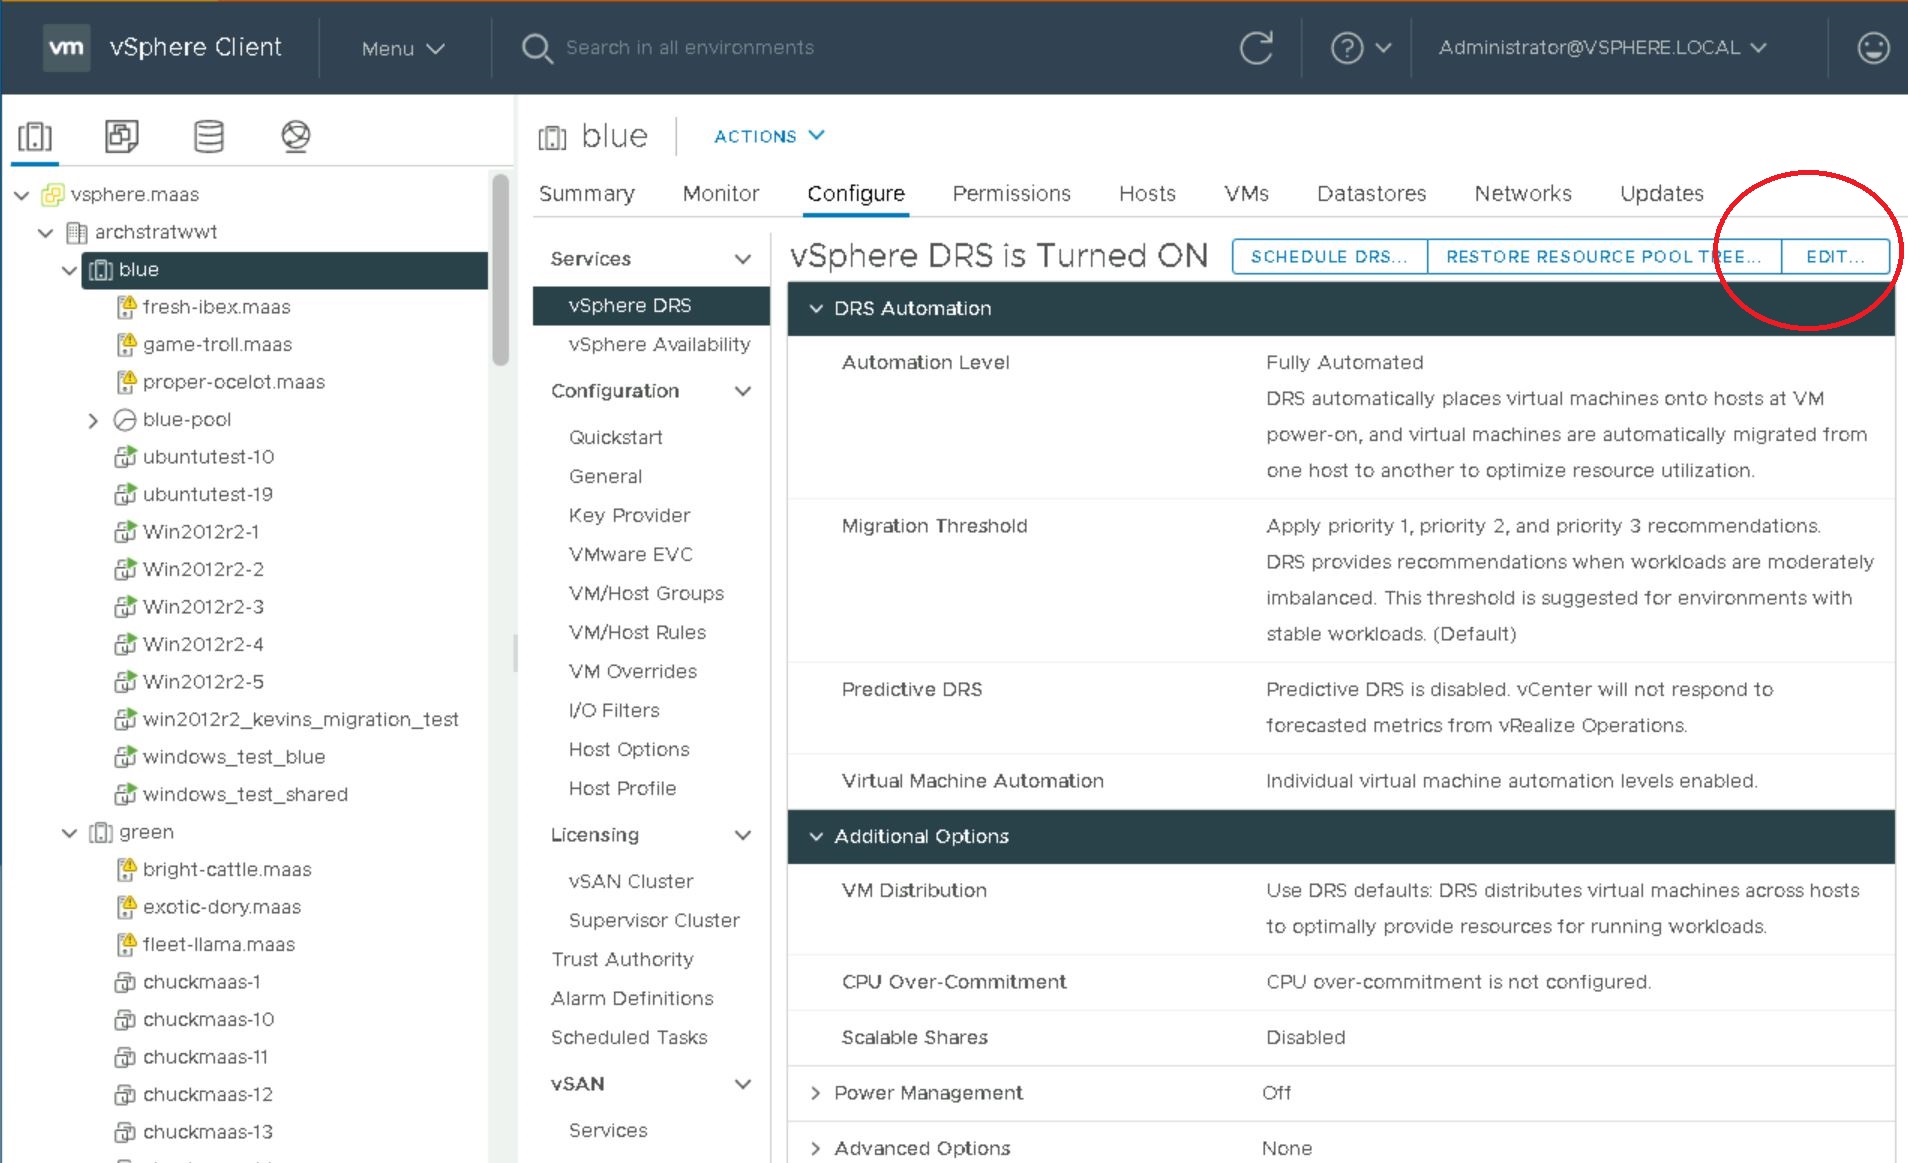 vm vSphere Client Menu Search in all environments Administrator@VSPHERE.LOCAL
vsphere.maas
archstratwwt
blue
fresh-ibex.maas
game-troll.maas
proper-ocelot.maas
blue-pool
ubuntutest-10
ubuntutest-19
Win2012r2-1
Win2012r2-2
Win2012r2-3
Win2012r2-4
Win2012r2-5
win2012r2_kevins_migration_test
windows_test_blue
windows_test_shared
green
bright-cattle.maas
exotic-dory.maas
fleet-llama.maas
chuckmaas-1
chuckmaas-10
chuckmaas-11
chuckmaas-12
chuckmaas-13
blue ACTIONS
Summary Monitor Configure Permissions Hosts VMs Datastores Networks Updates
Services
vSphere DRS
vSphere Availability
Configuration
Quickstart
General
Key Provider
VMware EVC
VM/Host Groups
VM/Host Rules
VM Overrides
I/O Filters
Host Options
Host Profile
Licensing
vSAN Cluster
Supervisor Cluster
Trust Authority
Alarm Definitions
Scheduled Tasks
vSAN
Services
vSphere DRS is Turned ON SCHEDULE DRS... RESTORE RESOURCE POOL TREE... EDIT...
DRS Automation
Automation Level Fully Automated
DRS automatically places virtual machines onto hosts at VM
power-on, and virtual machines are automatically migrated from
one host to another to optimize resource utilization.
Migration Threshold Apply priority 1, priority 2, and priority 3 recommendations.
DRS provides recommendations when workloads are moderately
imbalanced. This threshold is suggested for environments with
stable workloads. (Default)
Predictive DRS Predictive DRS is disabled. vCenter will not respond to
forecasted metrics from vRealize Operations.
Virtual Machine Automation Individual virtual machine automation levels enabled.
Additional Options
VM Distribution Use DRS defaults: DRS distributes virtual machines across hosts
to optimally provide resources for running workloads.
CPU Over-Commitment CPU over-commitment is not configured.
Scalable Shares Disabled
Power Management Off
Advanced Options None